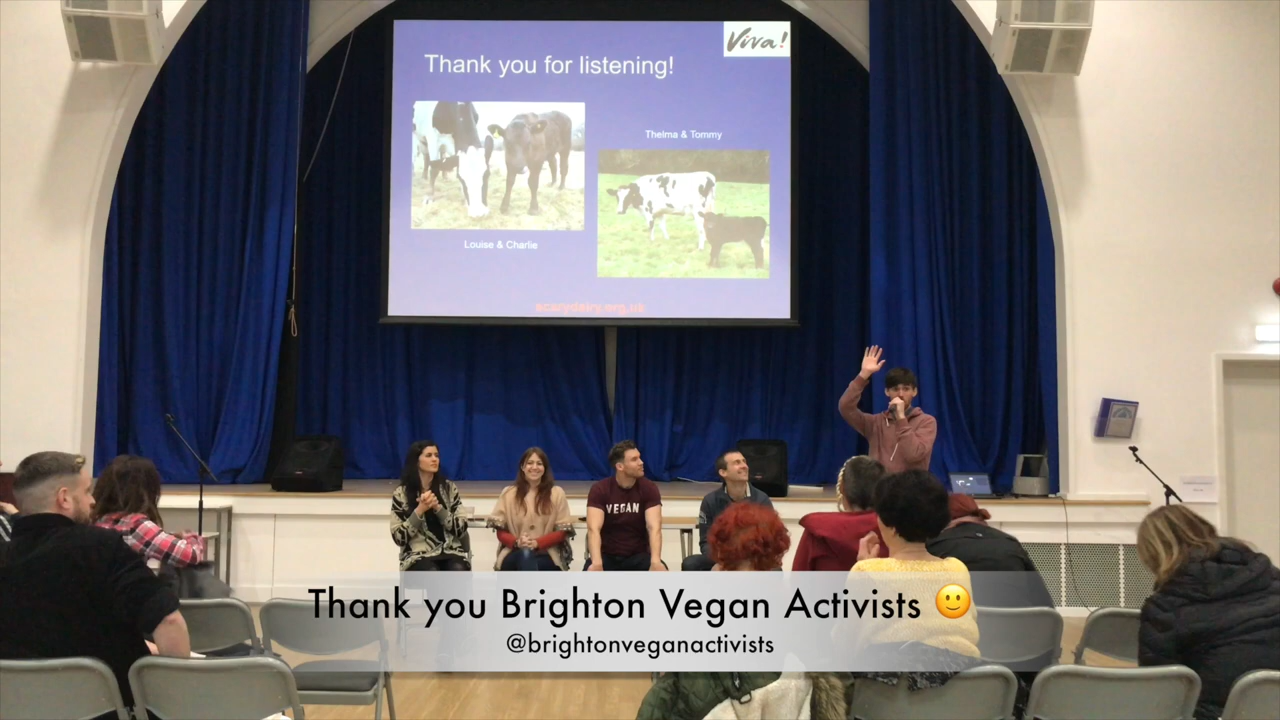 Viva!
Thank you for listening!
Thelma & Tommy
Louise & Charlie
scarydairy.org.uk
VEGAN
Thank you Brighton Vegan Activists 🙂
@brightonveganactivists